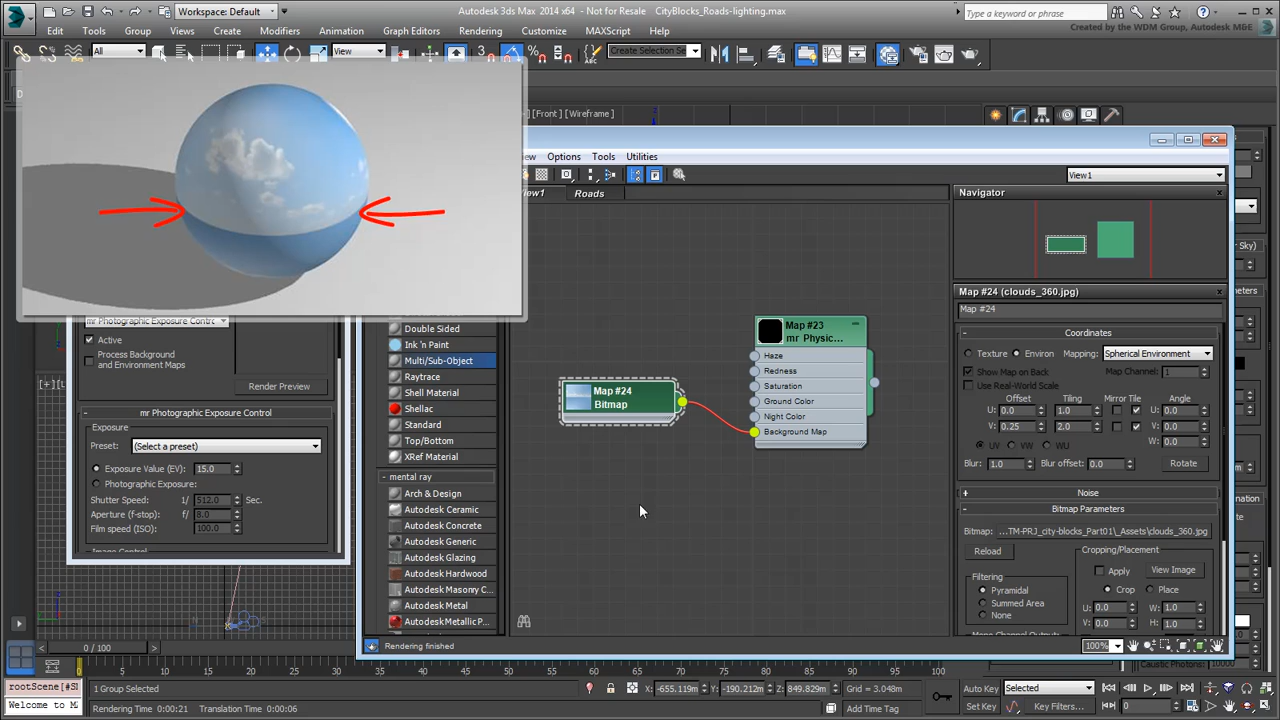 Workspace: Default
Autodesk 3ds Max 2014 x64 - Not for Resale CityBlocks_Roads-lighting.max
Type a keyword or phrase
Edit Tools Group Views Create Modifiers Animation Graph Editors Rendering Customize MAXScript Help
Created by the WDM Group, Autodesk MBE
All
View
Create Selection Se
[Front ] [Wireframe ]
Options Tools Utilities
View1
Roads
View1
Navigator
Map #24 (clouds_360.jpg)
Map #24
Coordinates
Texture Environ Mapping: Spherical Environment
Show Map on Back Map Channel: 1
Use Real-World Scale
Offset Tiling Mirror Tile Angle
U: 0.0 1.0 U: 0.0
V: 0.25 2.0 V: 0.0
UV VW WU W: 0.0
Blur: 1.0 Blur offset: 0.0 Rotate
Noise
Bitmap Parameters
Bitmap: ...TM-PRJ_city-blocks_Part01\_Assets\clouds_360.jpg
Reload
Cropping/Placement
Apply View Image
Filtering
Crop Place
Pyramidal
Summed Area
None
U: 0.0 W: 1.0
V: 0.0 H: 1.0
Mono Channel Output:
Map #23
mr Physic...
Haze
Redness
Saturation
Ground Color
Night Color
Background Map
Map #24
Bitmap
Double Sided
Ink 'n Paint
Multi/Sub-Object
Raytrace
Shell Material
Shellac
Standard
Top/Bottom
XRef Material
mental ray
Arch & Design
Autodesk Ceramic
Autodesk Concrete
Autodesk Generic
Autodesk Glazing
Autodesk Hardwood
Autodesk Masonry C...
Autodesk Metal
Autodesk Metallic P...
Rendering finished
100%
mr Photographic Exposure Contrc
Active
Process Background
and Environment Maps
Render Preview
mr Photographic Exposure Control
Exposure
Preset: (Select a preset)
Exposure Value (EV): 15.0
Photographic Exposure:
Shutter Speed: 1/ 512.0 Sec.
Aperture (f-stop): f/ 8.0
Film speed (ISO): 100.0
Image Control
0 / 100
0 5 10 15 20 25 30 35 40 45 50 55 60 65 70 75 80 85 90 95 100
rootScene[#S
Welcome to M
1 Group Selected
Rendering Time 0:00:21 Translation Time 0:00:06
X: -655.119m Y: -190.212m Z: 849.829m Grid = 3.048m
Add Time Tag
Auto Key Selected
Set Key Key Filters...
0